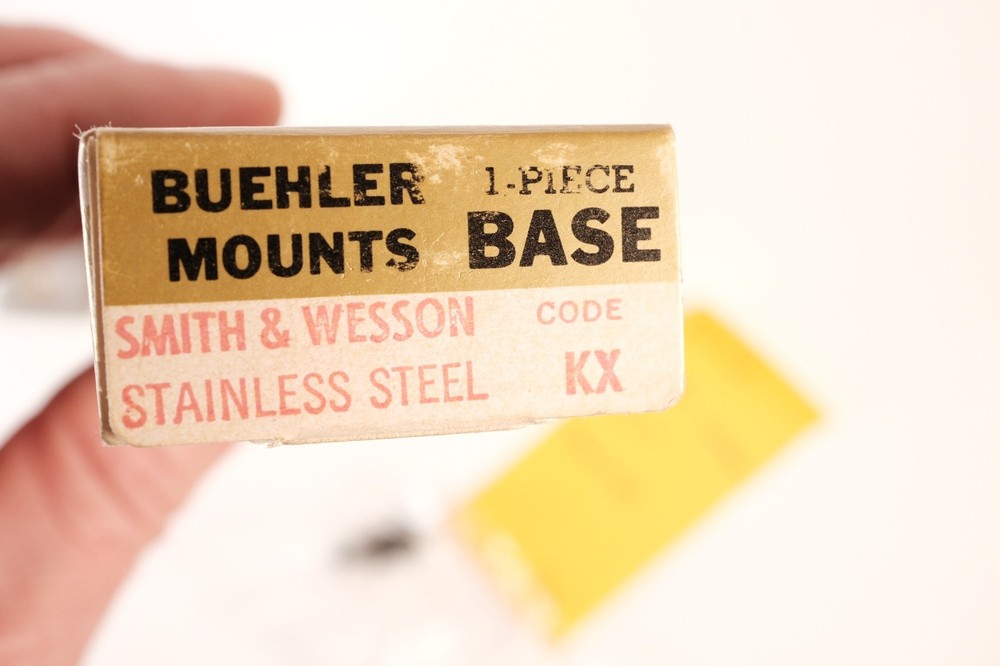 BUEHLER
MOUNTS
1-PIECE
BASE
SMITH & WESSON
STAINLESS STEEL
CODE
KX